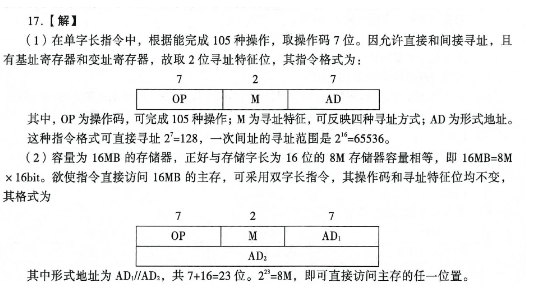 17.【解】
(1)在单字长指令中，根据能完成 105 种操作，取操作码 7 位。因允许直接和间接寻址，且
有基址寄存器和变址寄存器，故取 2 位寻址特征位，其指令格式为：
7 2 7
OP M AD
其中，OP 为操作码，可完成 105 种操作；M 为寻址特征，可反映四种寻址方式；AD 为形式地址。
这种指令格式可直接寻址 2⁷=128，一次间址的寻址范围是 2¹⁶=65536。
(2)容量为 16MB 的存储器，正好与存储字长为 16 位的 8M 存储器容量相等，即 16MB=8M
×16bit。欲使指令直接访问 16MB 的主存，可采用双字长指令，其操作码和寻址特征位均不变，
其格式为
7 2 7
OP M AD₁
AD₂
其中形式地址为 AD₁//AD₂，共 7+16=23 位。2²³=8M，即可直接访问主存的任一位置。